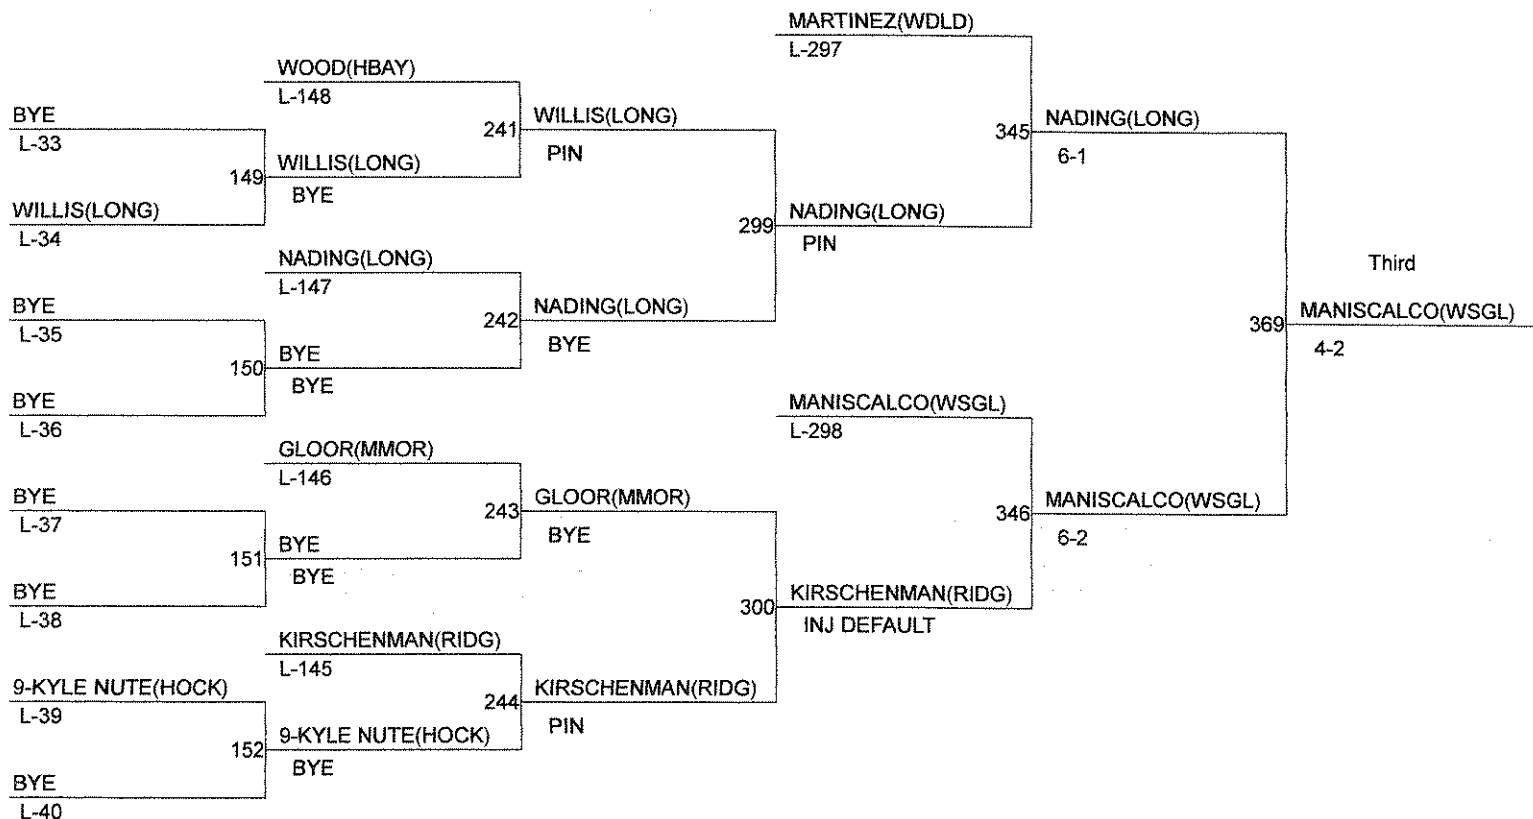 MARTINEZ(WDLD)
L-297
WOOD(HBAY)
L-148
BYE
L-33
241
WILLIS(LONG)
PIN
345
NADING(LONG)
6-1
149
WILLIS(LONG)
BYE
WILLIS(LONG)
L-34
299
NADING(LONG)
PIN
NADING(LONG)
L-147
Third
BYE
L-35
242
NADING(LONG)
BYE
369
MANISCALCO(WSGL)
4-2
150
BYE
BYE
BYE
L-36
MANISCALCO(WSGL)
L-298
GLOOR(MMOR)
L-146
BYE
L-37
243
GLOOR(MMOR)
BYE
346
MANISCALCO(WSGL)
6-2
151
BYE
BYE
BYE
L-38
300
KIRSCHENMAN(RIDG)
INJ DEFAULT
KIRSCHENMAN(RIDG)
L-145
9-KYLE NUTE(HOCK)
L-39
244
KIRSCHENMAN(RIDG)
PIN
152
9-KYLE NUTE(HOCK)
BYE
BYE
L-40